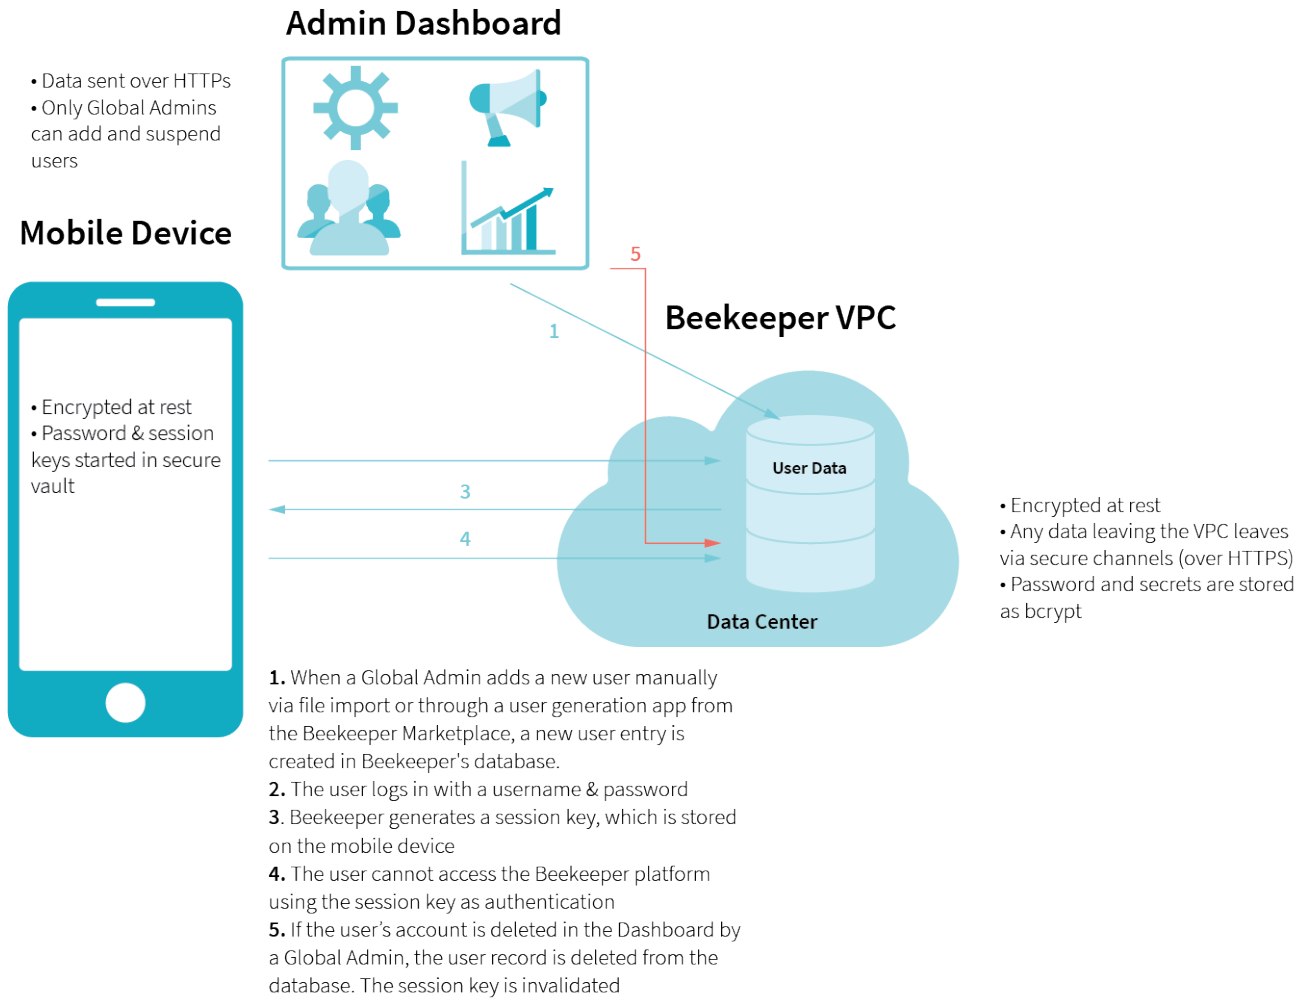 Admin Dashboard
• Data sent over HTTPs
• Only Global Admins
can add and suspend
users
Mobile Device
5
Beekeeper VPC
1
• Encrypted at rest
• Password & session
keys started in secure
vault
User Data
3
4
• Encrypted at rest
• Any data leaving the VPC leaves
via secure channels (over HTTPS)
• Password and secrets are stored
as bcrypt
Data Center
1. When a Global Admin adds a new user manually
via file import or through a user generation app from
the Beekeeper Marketplace, a new user entry is
created in Beekeeper's database.
2. The user logs in with a username & password
3. Beekeeper generates a session key, which is stored
on the mobile device
4. The user cannot access the Beekeeper platform
using the session key as authentication
5. If the user’s account is deleted in the Dashboard by
a Global Admin, the user record is deleted from the
database. The session key is invalidated